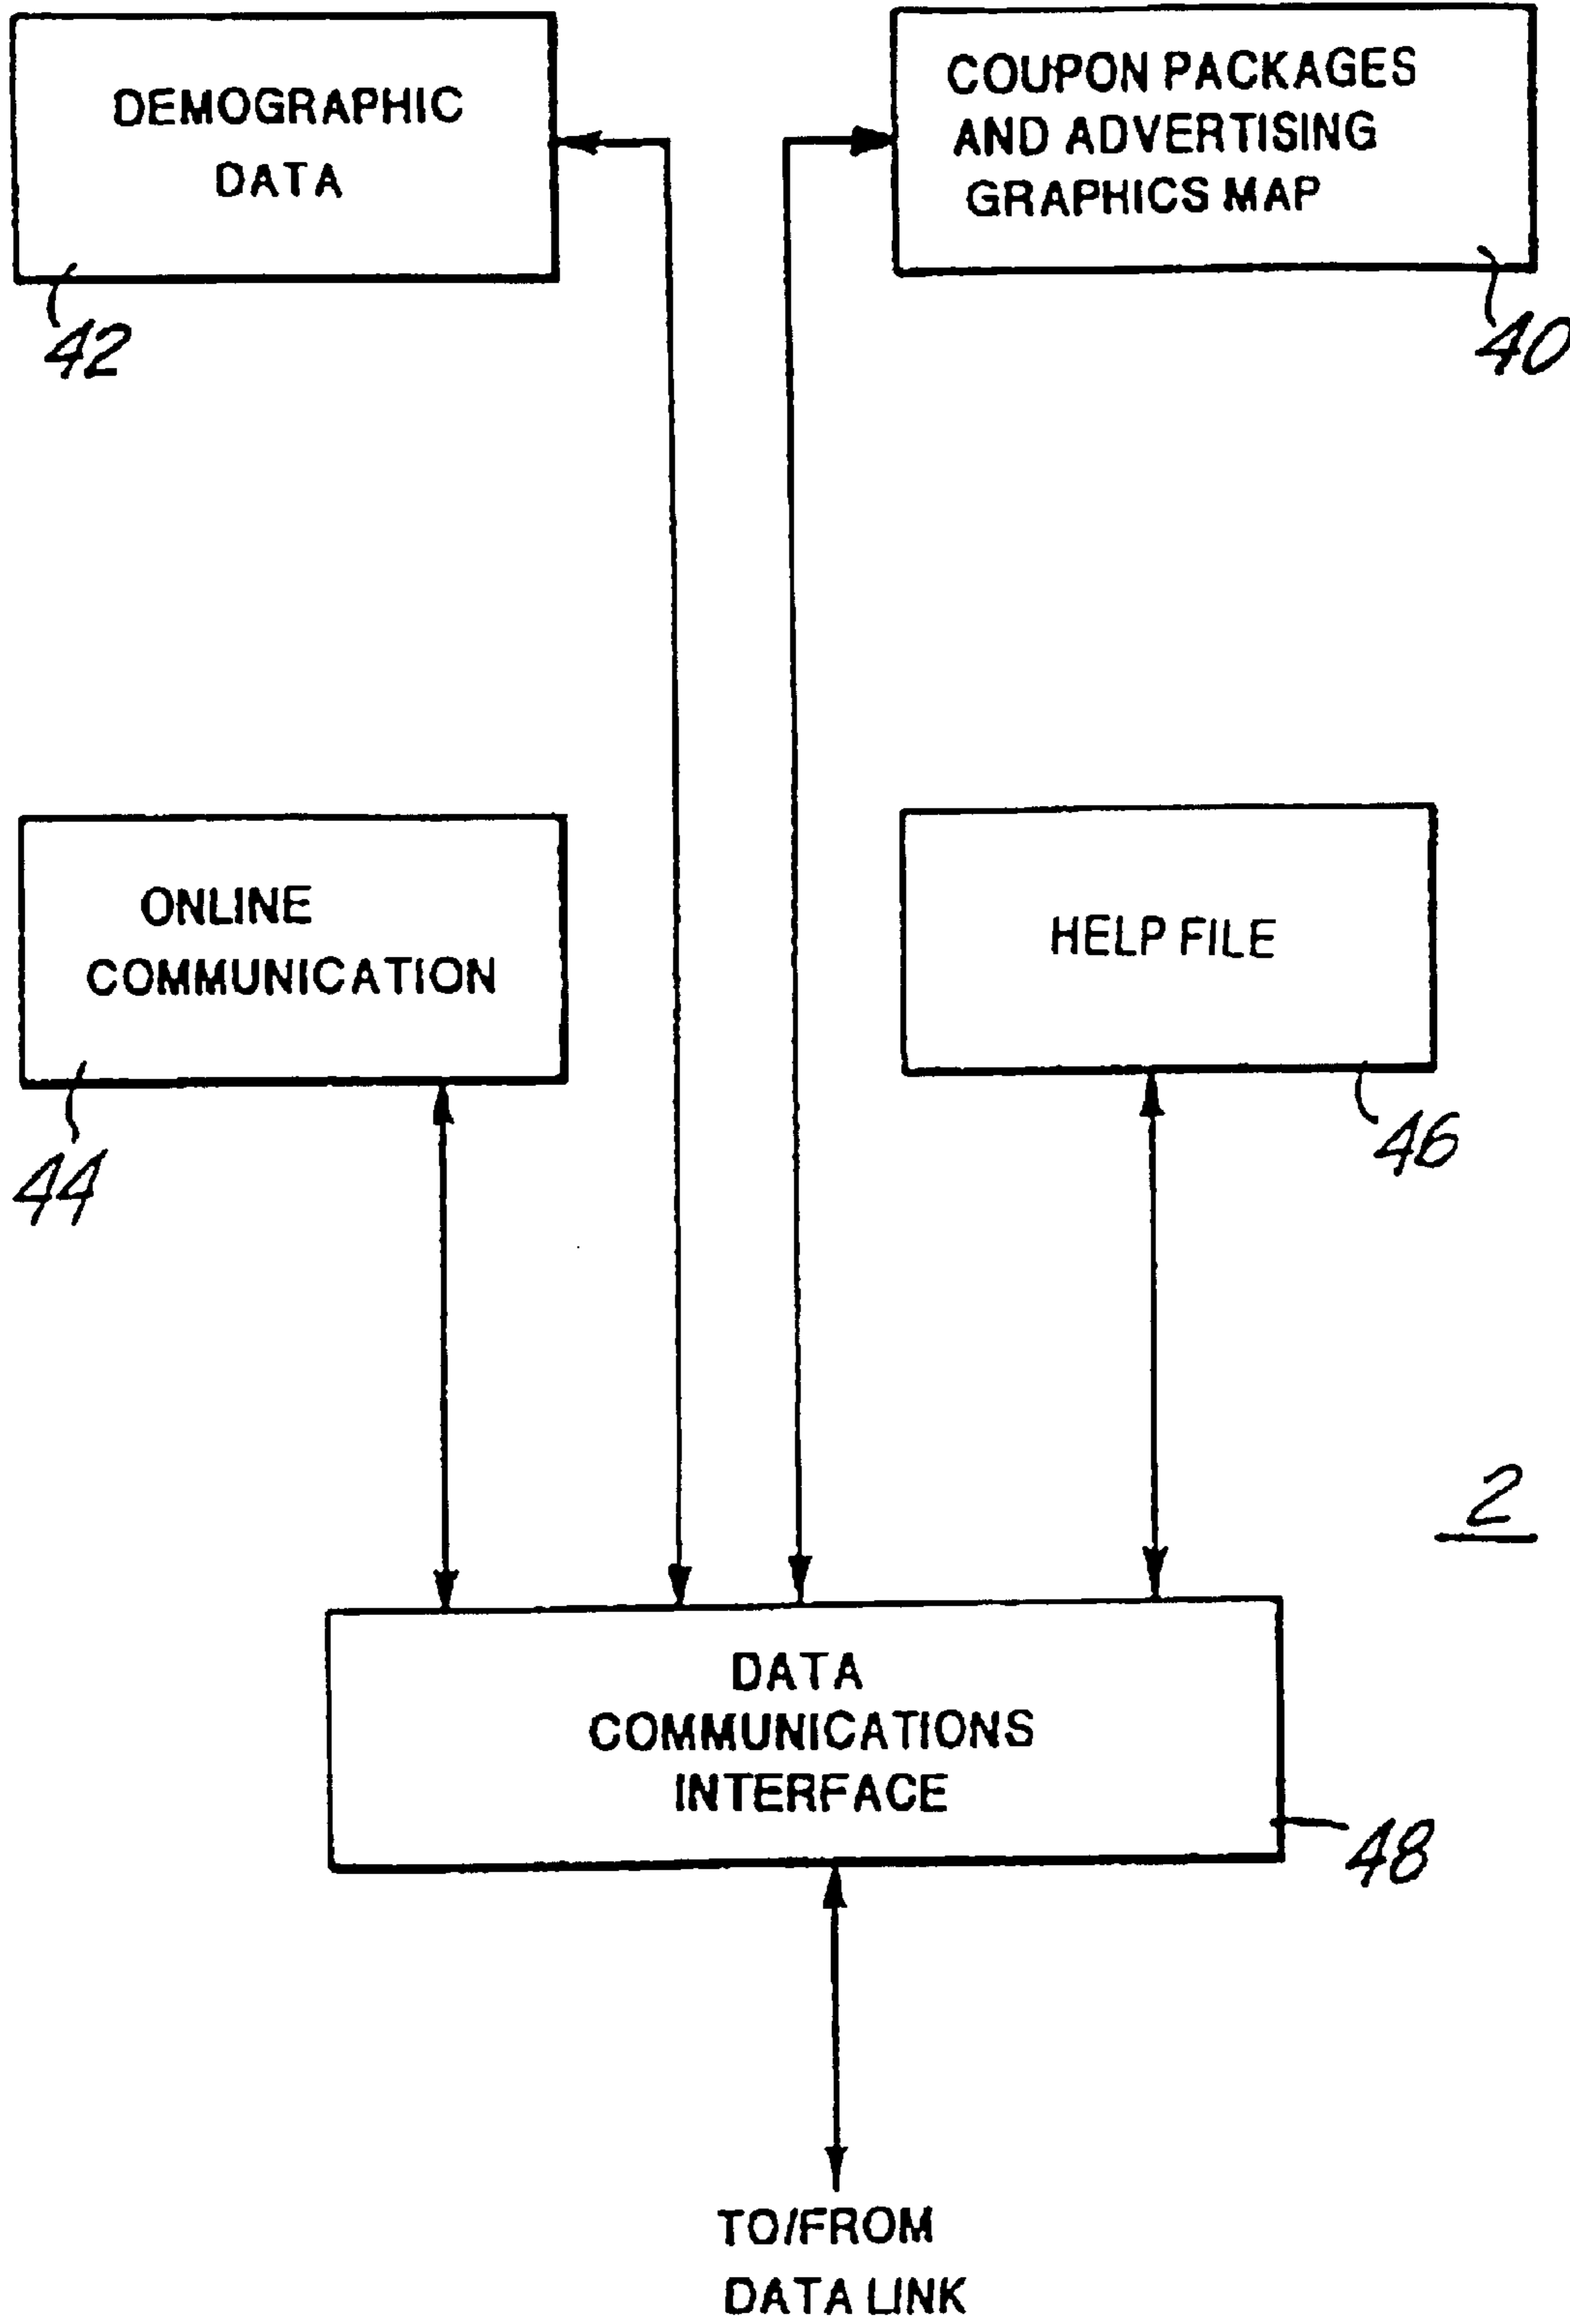 DEMOGRAPHIC
DATA
42
COUPON PACKAGES
AND ADVERTISING
GRAPHICS MAP
40
ONLINE
COMMUNICATION
44
HELP FILE
46
2
DATA
COMMUNICATIONS
INTERFACE
48
TO/FROM
DATA LINK